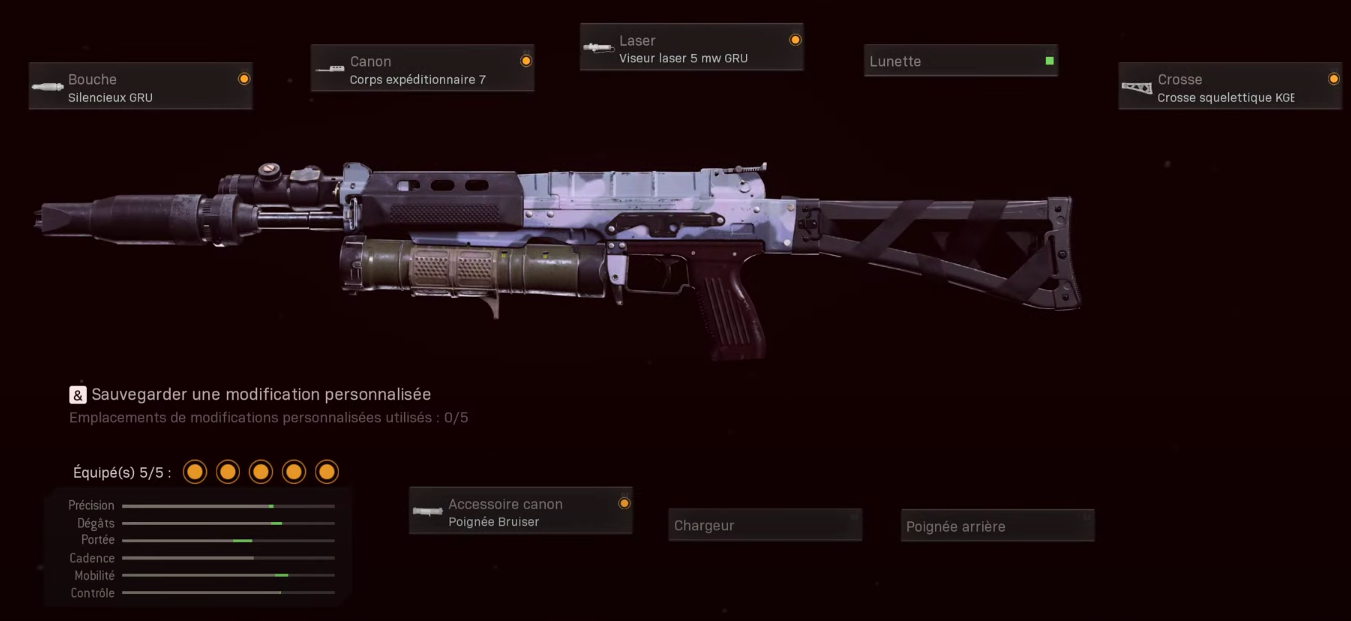 Bouche
Silencieux GRU
Canon
Corps expéditionnaire 7
Laser
Viseur laser 5 mw GRU
Lunette
Crosse
Crosse squelettique KGB
& Sauvegarder une modification personnalisée
Emplacements de modifications personnalisées utilisés : 0/5
Équipé(s) 5/5 :
Précision
Dégâts
Portée
Cadence
Mobilité
Contrôle
Accessoire canon
Poignée Bruiser
Chargeur
Poignée arrière